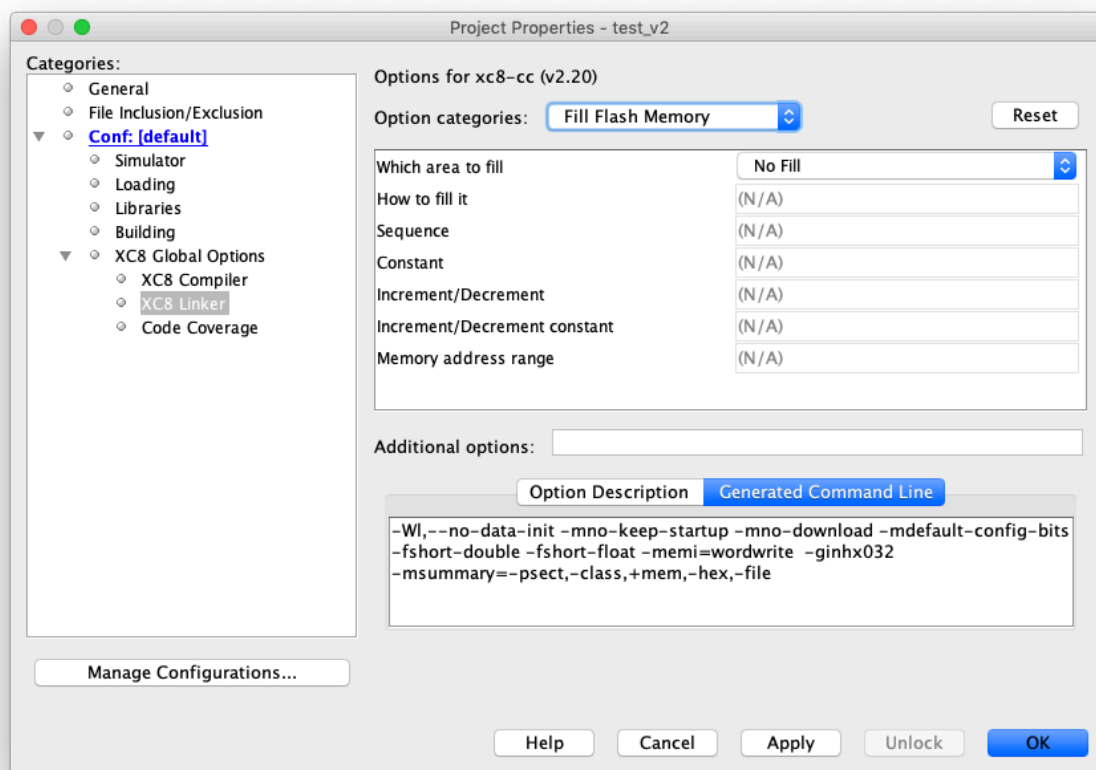 Project Properties - test_v2
Categories:
General
File Inclusion/Exclusion
Conf: [default]
Simulator
Loading
Libraries
Building
XC8 Global Options
XC8 Compiler
XC8 Linker
Code Coverage
Manage Configurations...
Options for xc8-cc (v2.20)
Option categories: Fill Flash Memory Reset
Which area to fill No Fill
How to fill it (N/A)
Sequence (N/A)
Constant (N/A)
Increment/Decrement (N/A)
Increment/Decrement constant (N/A)
Memory address range (N/A)
Additional options:
Option Description Generated Command Line
-Wl,--no-data-init -mno-keep-startup -mno-download -mdefault-config-bits
-fshort-double -fshort-float -memi=wordwrite -ginhx032
-msummary=-psect,-class,+mem,-hex,-file
Help Cancel Apply Unlock OK